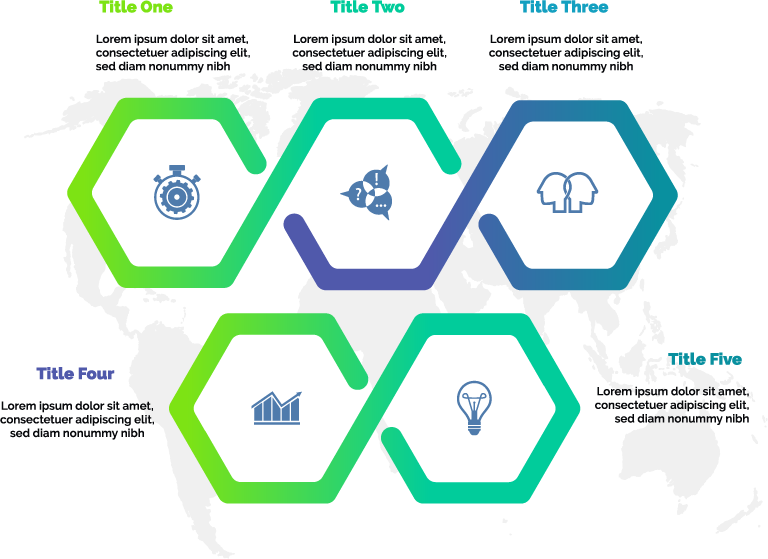 Title One
Lorem ipsum dolor sit amet,
consectetuer adipiscing elit,
sed diam nonummy nibh
Title Two
Lorem ipsum dolor sit amet,
consectetuer adipiscing elit,
sed diam nonummy nibh
Title Three
Lorem ipsum dolor sit amet,
consectetuer adipiscing elit,
sed diam nonummy nibh
!
?
...
Title Four
Lorem ipsum dolor sit amet,
consectetuer adipiscing elit,
sed diam nonummy nibh
Title Five
Lorem ipsum dolor sit amet,
consectetuer adipiscing elit,
sed diam nonummy nibh